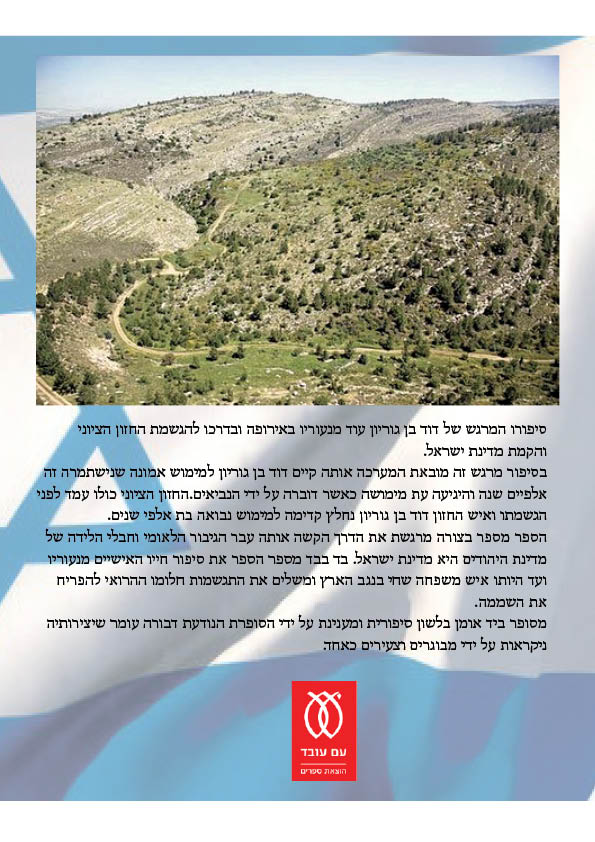 סיפורו המרגש של דוד בן גוריון עוד מנעוריו באירופה ובדרכו להגשמת החזון הציוני
והקמת מדינת ישראל.
בסיפור מרגש זה מובאת המערכה אותה קיים דוד בן גוריון למימוש אמונה שנישתמרה זה
אלפיים שנה והיגיעה עת מימושה כאשר דוברה על ידי הנביאים.החזון הציוני כולו עמד לפני
הגשמתו ואיש החזון דוד בן גוריון נחלץ קדימה למימוש נבואה בת אלפי שנים.
הספר מספר בצורה מרגשת את הדרך הקשה אותה עבר הגיבור הלאומי וחבלי הלידה של
מדינת היהודים היא מדינת ישראל. בד בבד מספר הספר את סיפור חייו האישיים מנעוריו
ועד היותו איש משפחה שחי בנגב הארץ ומשלים את התגשמות חלומו ההרואי להפריח
את השממה.
מסופר ביד אומן בלשון סיפורית ומענינת על ידי הסופרת הנודעת דבורה עומר שיצירותיה
ניקראות על ידי מבוגרים וצעירים כאחד.
עם עובד
הוצאת ספרים